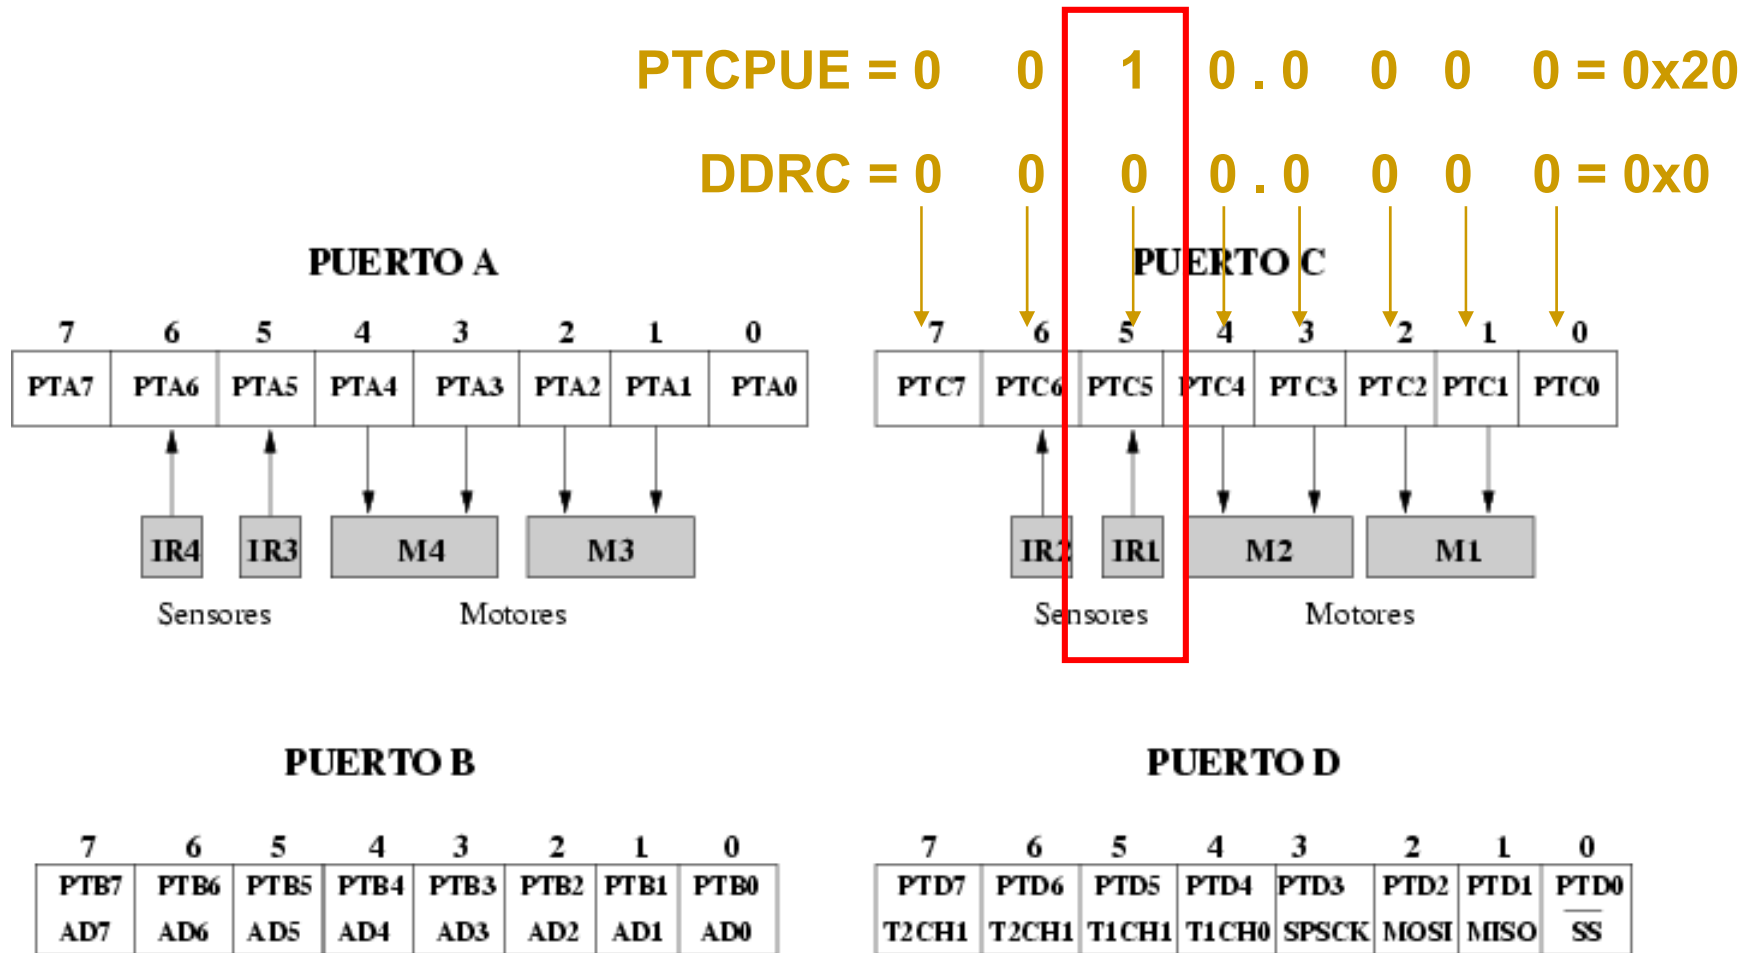 PTCPUE = 0 0 1 0 . 0 0 0 0 = 0x20
DDRC = 0 0 0 0 . 0 0 0 0 = 0x0
PUERTO A
7 6 5 4 3 2 1 0
PTA7 PTA6 PTA5 PTA4 PTA3 PTA2 PTA1 PTA0
IR4 IR3 M4 M3
Sensores Motores
PUERTO C
7 6 5 4 3 2 1 0
PTC7 PTC6 PTC5 PTC4 PTC3 PTC2 PTC1 PTC0
IR2 IR1 M2 M1
Sensores Motores
PUERTO B
7 6 5 4 3 2 1 0
PTB7 PTB6 PTB5 PTB4 PTB3 PTB2 PTB1 PTB0
AD7 AD6 AD5 AD4 AD3 AD2 AD1 AD0
PUERTO D
7 6 5 4 3 2 1 0
PTD7 PTD6 PTD5 PTD4 PTD3 PTD2 PTD1 PTD0
T2CH1 T2CH1 T1CH1 T1CH0 SPSCK MOSI MISO S̅S̅